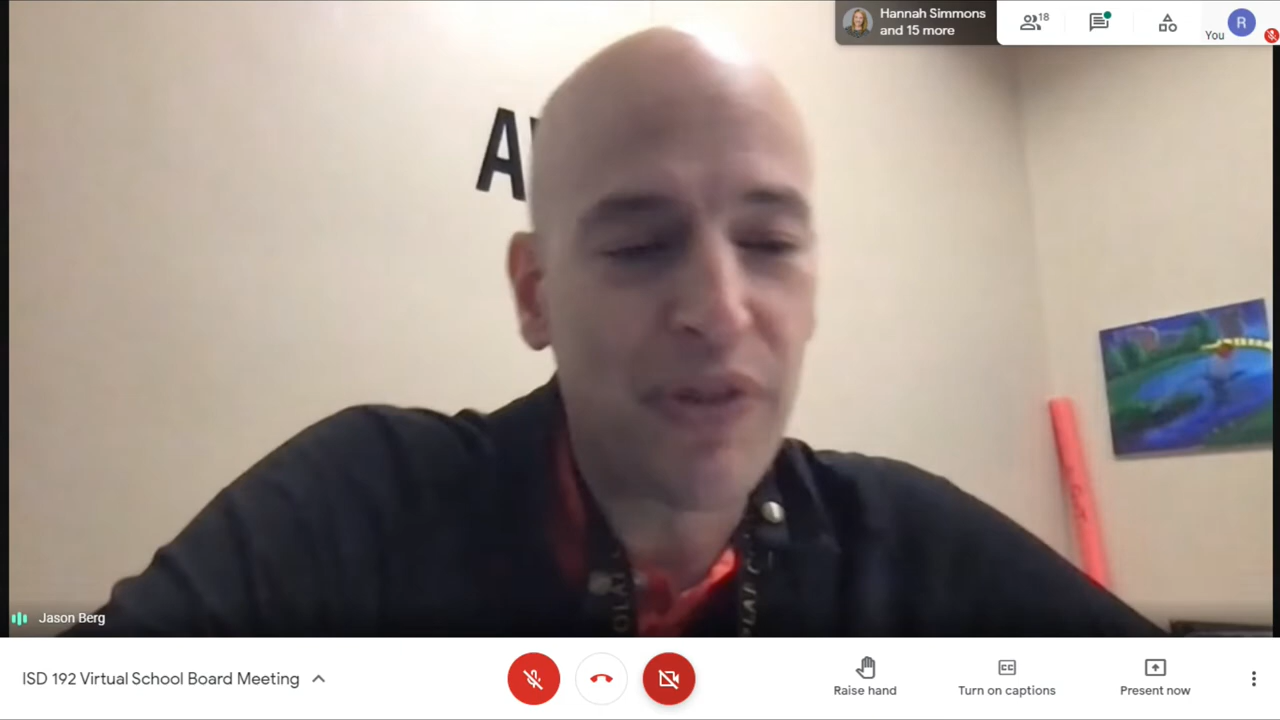 Hannah Simmons
and 15 more
18
You
R
A
Jason Berg
ISD 192 Virtual School Board Meeting
Raise hand
CC
Turn on captions
Present now